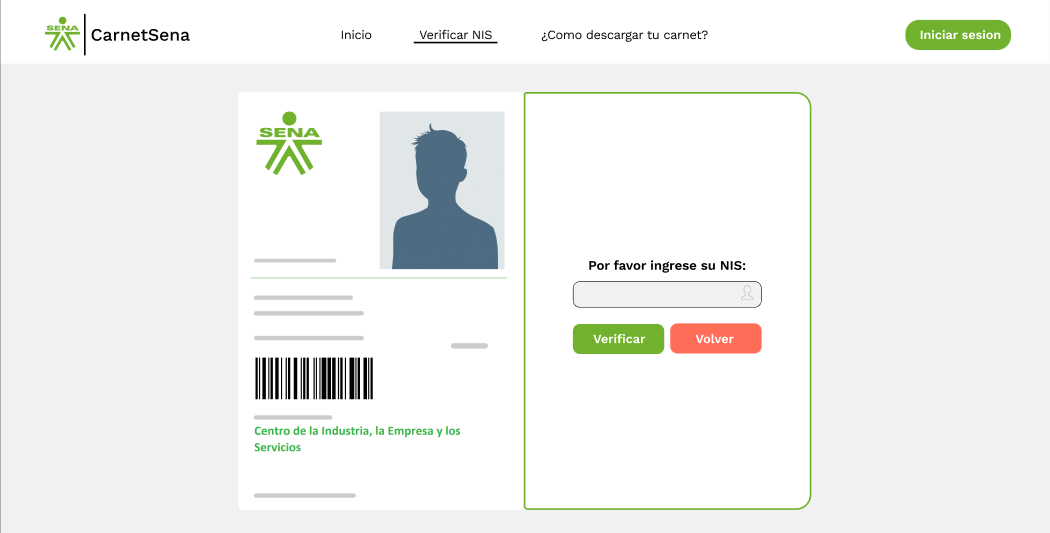 SENA
CarnetSena
Inicio
Verificar NIS
¿Como descargar tu carnet?
Iniciar sesion
SENA
Centro de la Industria, la Empresa y los
Servicios
Por favor ingrese su NIS:
Verificar
Volver